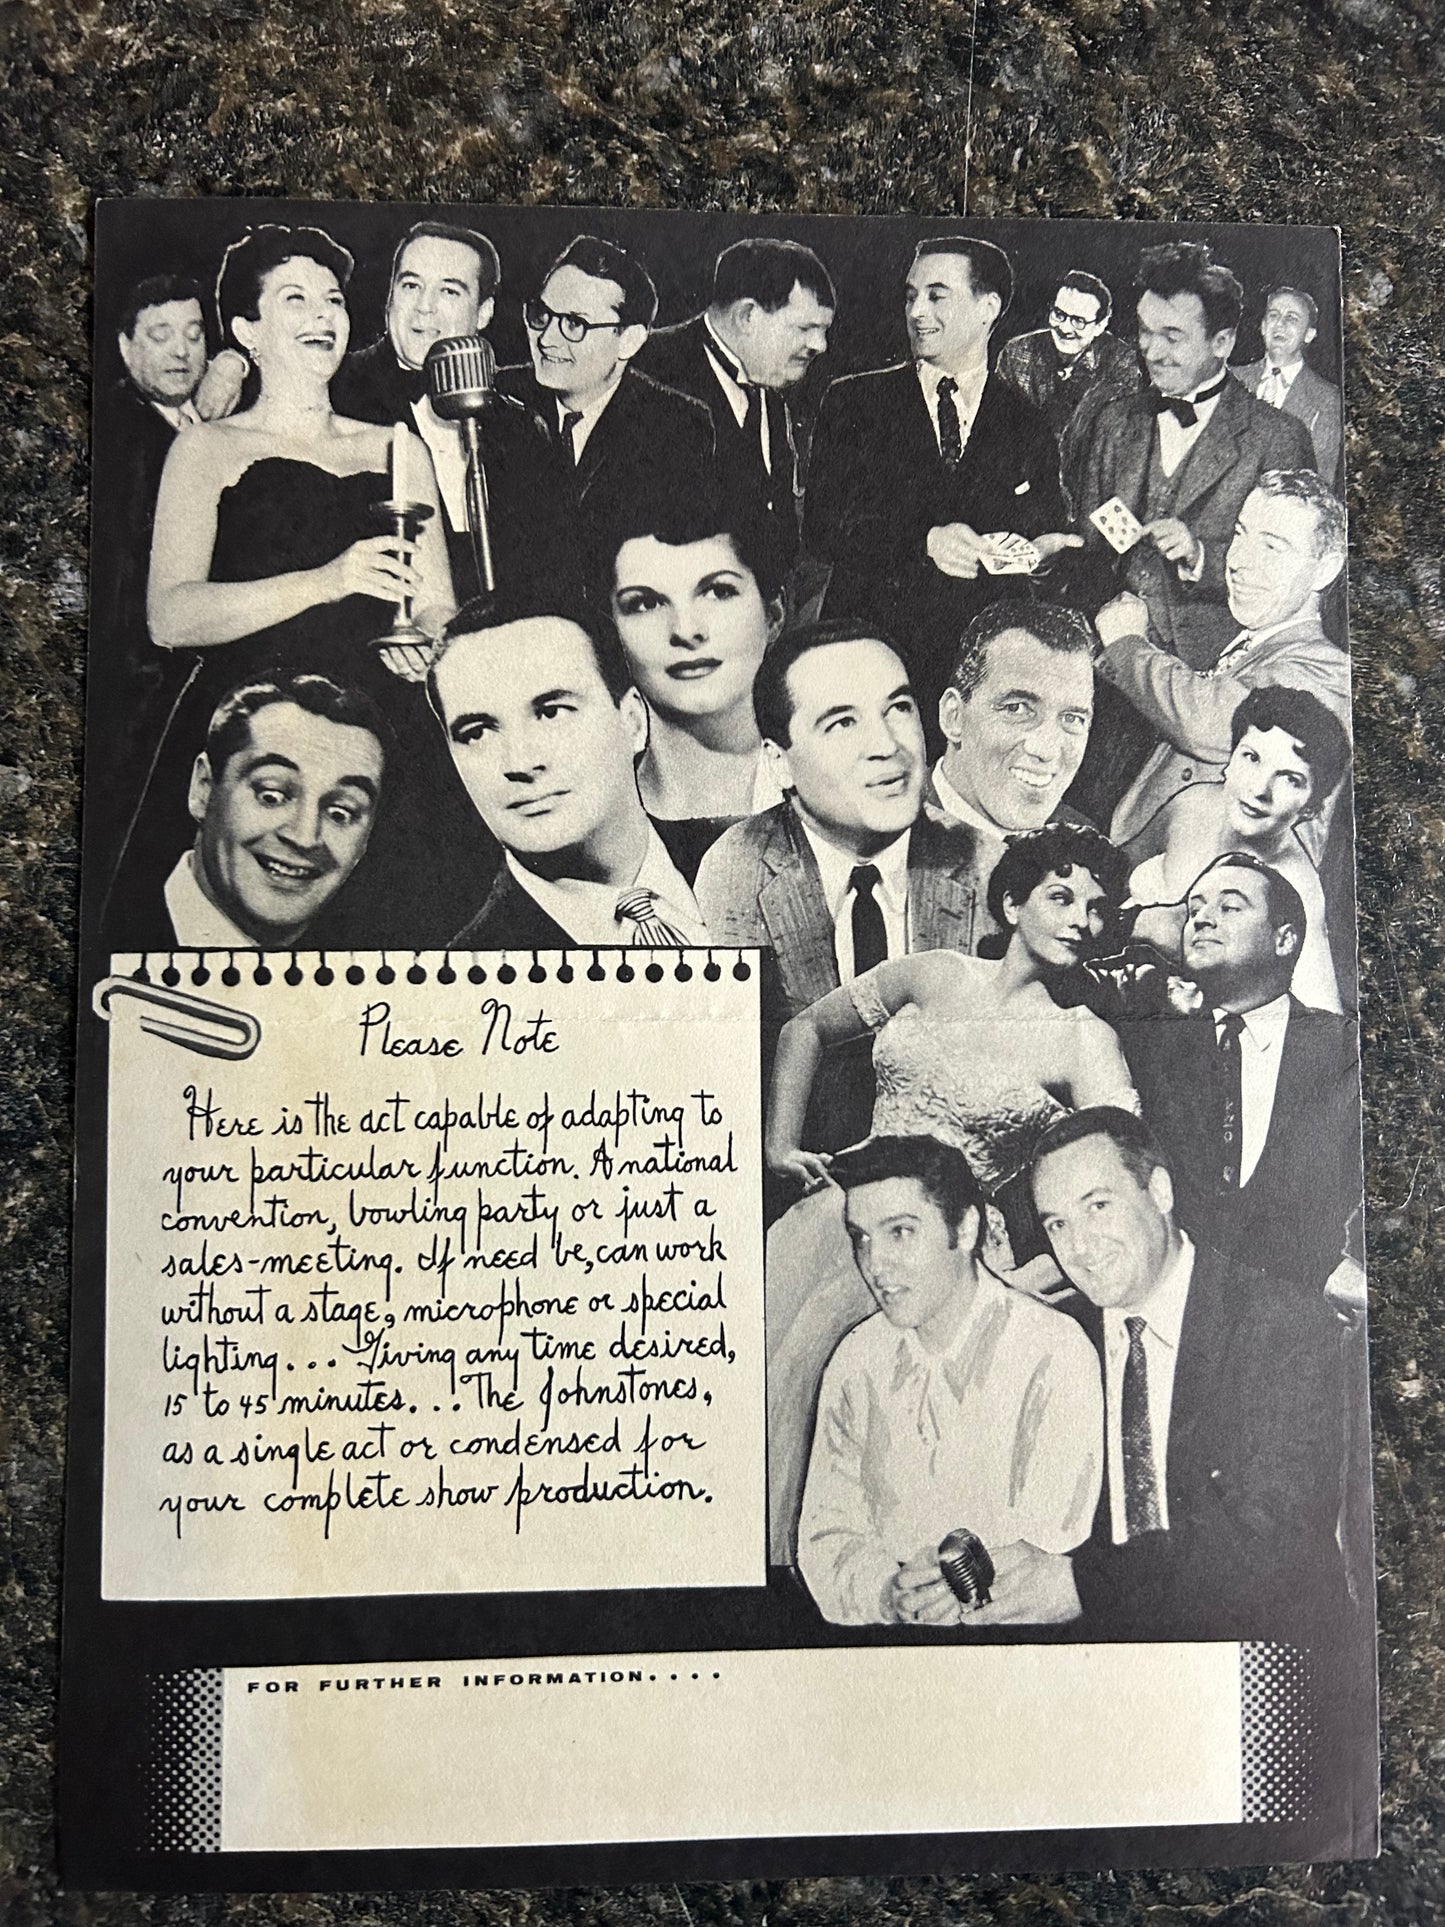 Please Note
Here is the act capable of adapting to
your particular function. A national
convention, bowling party or just a
sales-meeting. If need be, can work
without a stage, microphone or special
lighting... Giving any time desired,
15 to 45 minutes... The Johnstones,
as a single act or condensed for
your complete show production.
FOR FURTHER INFORMATION....